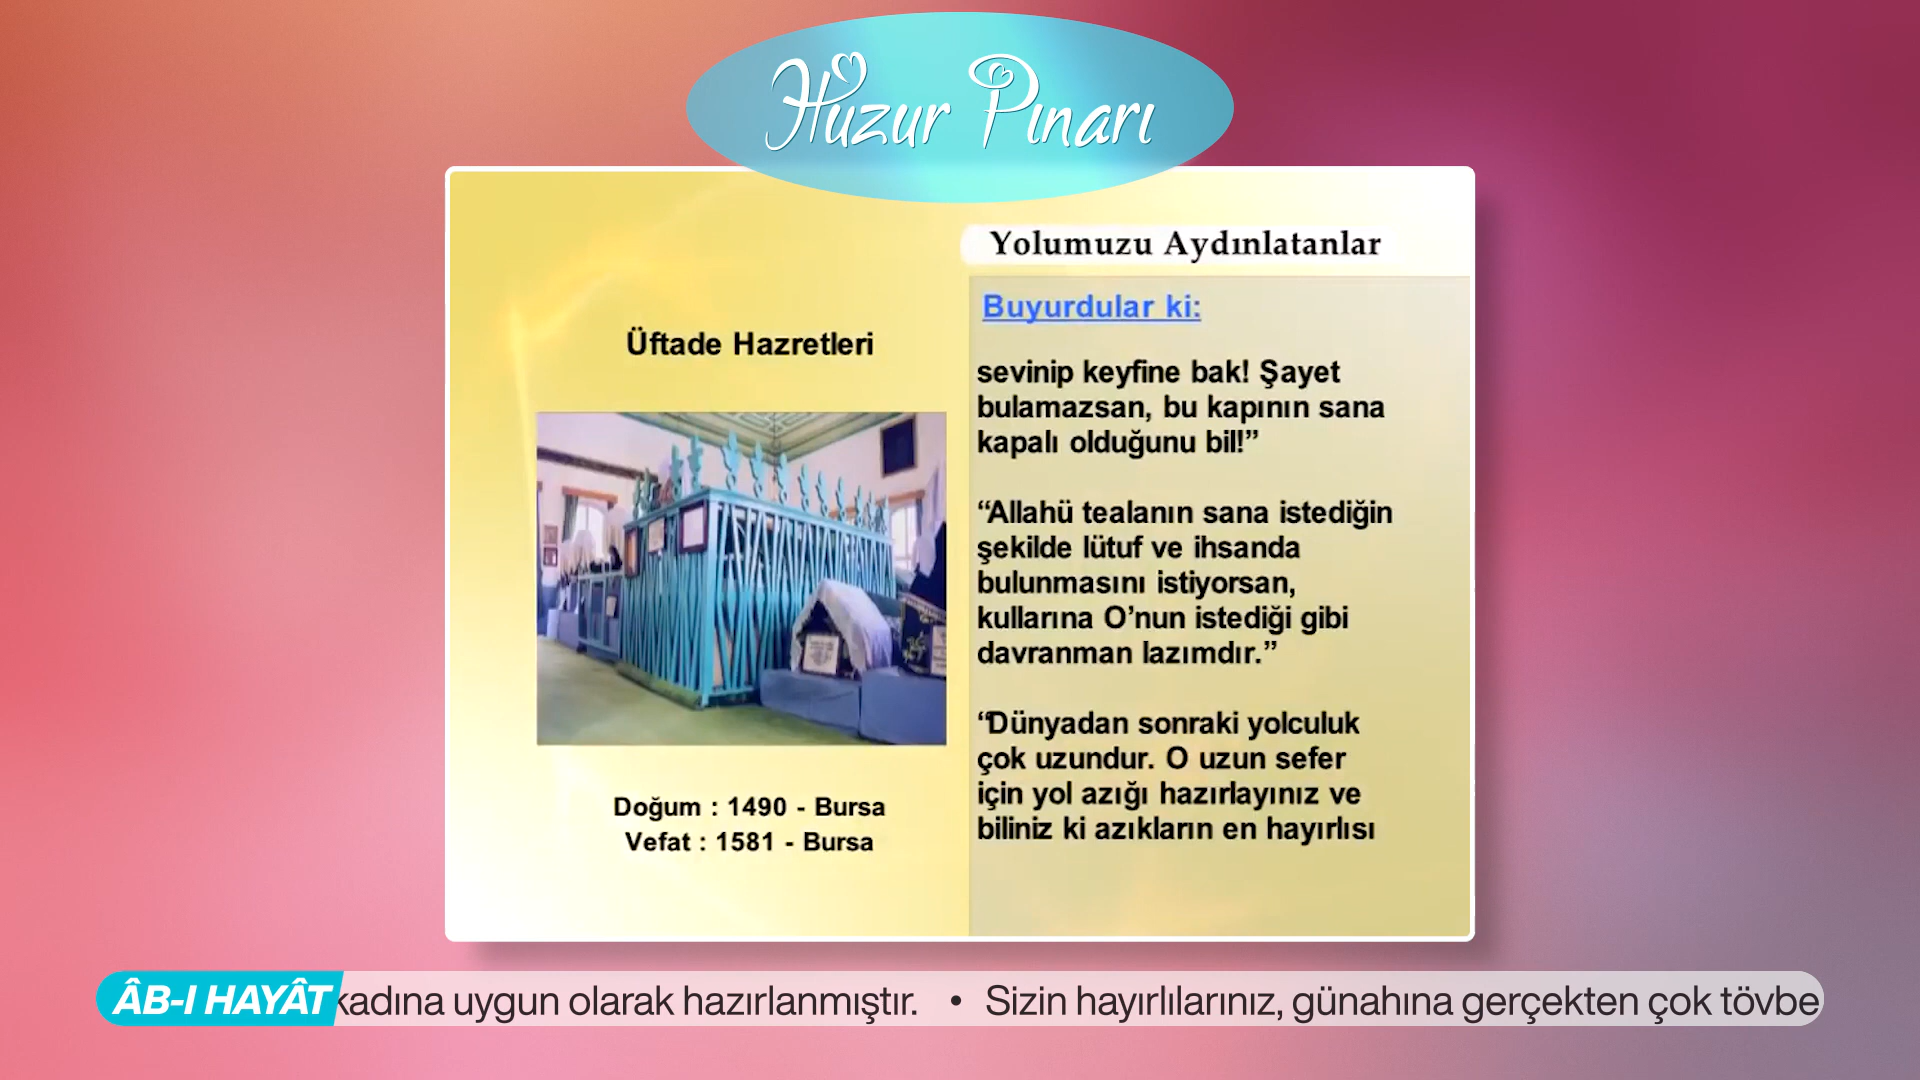 Huzur Pınarı
Yolumuzu Aydınlatanlar
Üftade Hazretleri
Doğum : 1490 - Bursa
Vefat : 1581 - Bursa
Buyurdular ki:
sevinip keyfine bak! Şayet
bulamazsan, bu kapının sana
kapalı olduğunu bil!”
“Allahü tealanın sana istediğin
şekilde lütuf ve ihsanda
bulunmasını istiyorsan,
kullarına O’nun istediği gibi
davranman lazımdır.”
“Dünyadan sonraki yolculuk
çok uzundur. O uzun sefer
için yol azığı hazırlayınız ve
biliniz ki azıkların en hayırlısı
ÂB-I HAYÂT
kadına uygun olarak hazırlanmıştır. • Sizin hayırlılarınız, günahına gerçekten çok tövbe